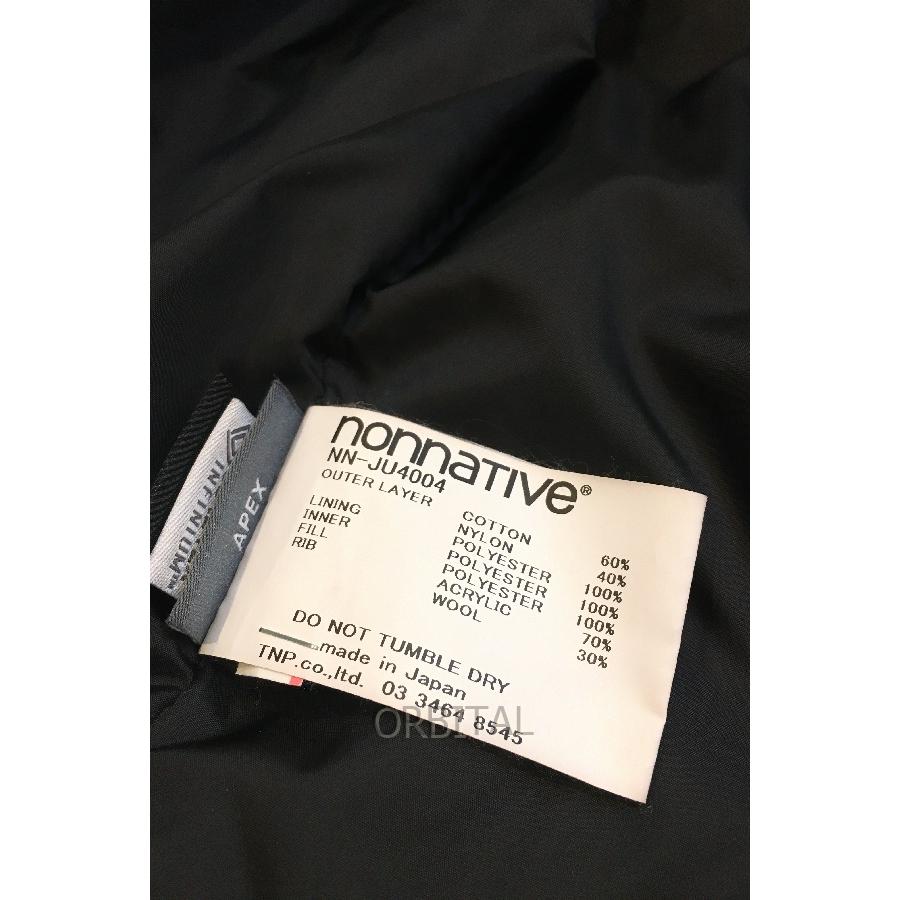 nonnative®
NN-JU4004
OUTER LAYER
COTTON 60%
NYLON 40%
LINING POLYESTER 100%
INNER POLYESTER 100%
FILL POLYESTER 100%
RIB ACRYLIC 70%
WOOL 30%
DO NOT TUMBLE DRY
made in Japan
TNP.co.,ltd. 03 3464 8545
APEX
INFINIUM™
ORBITAL